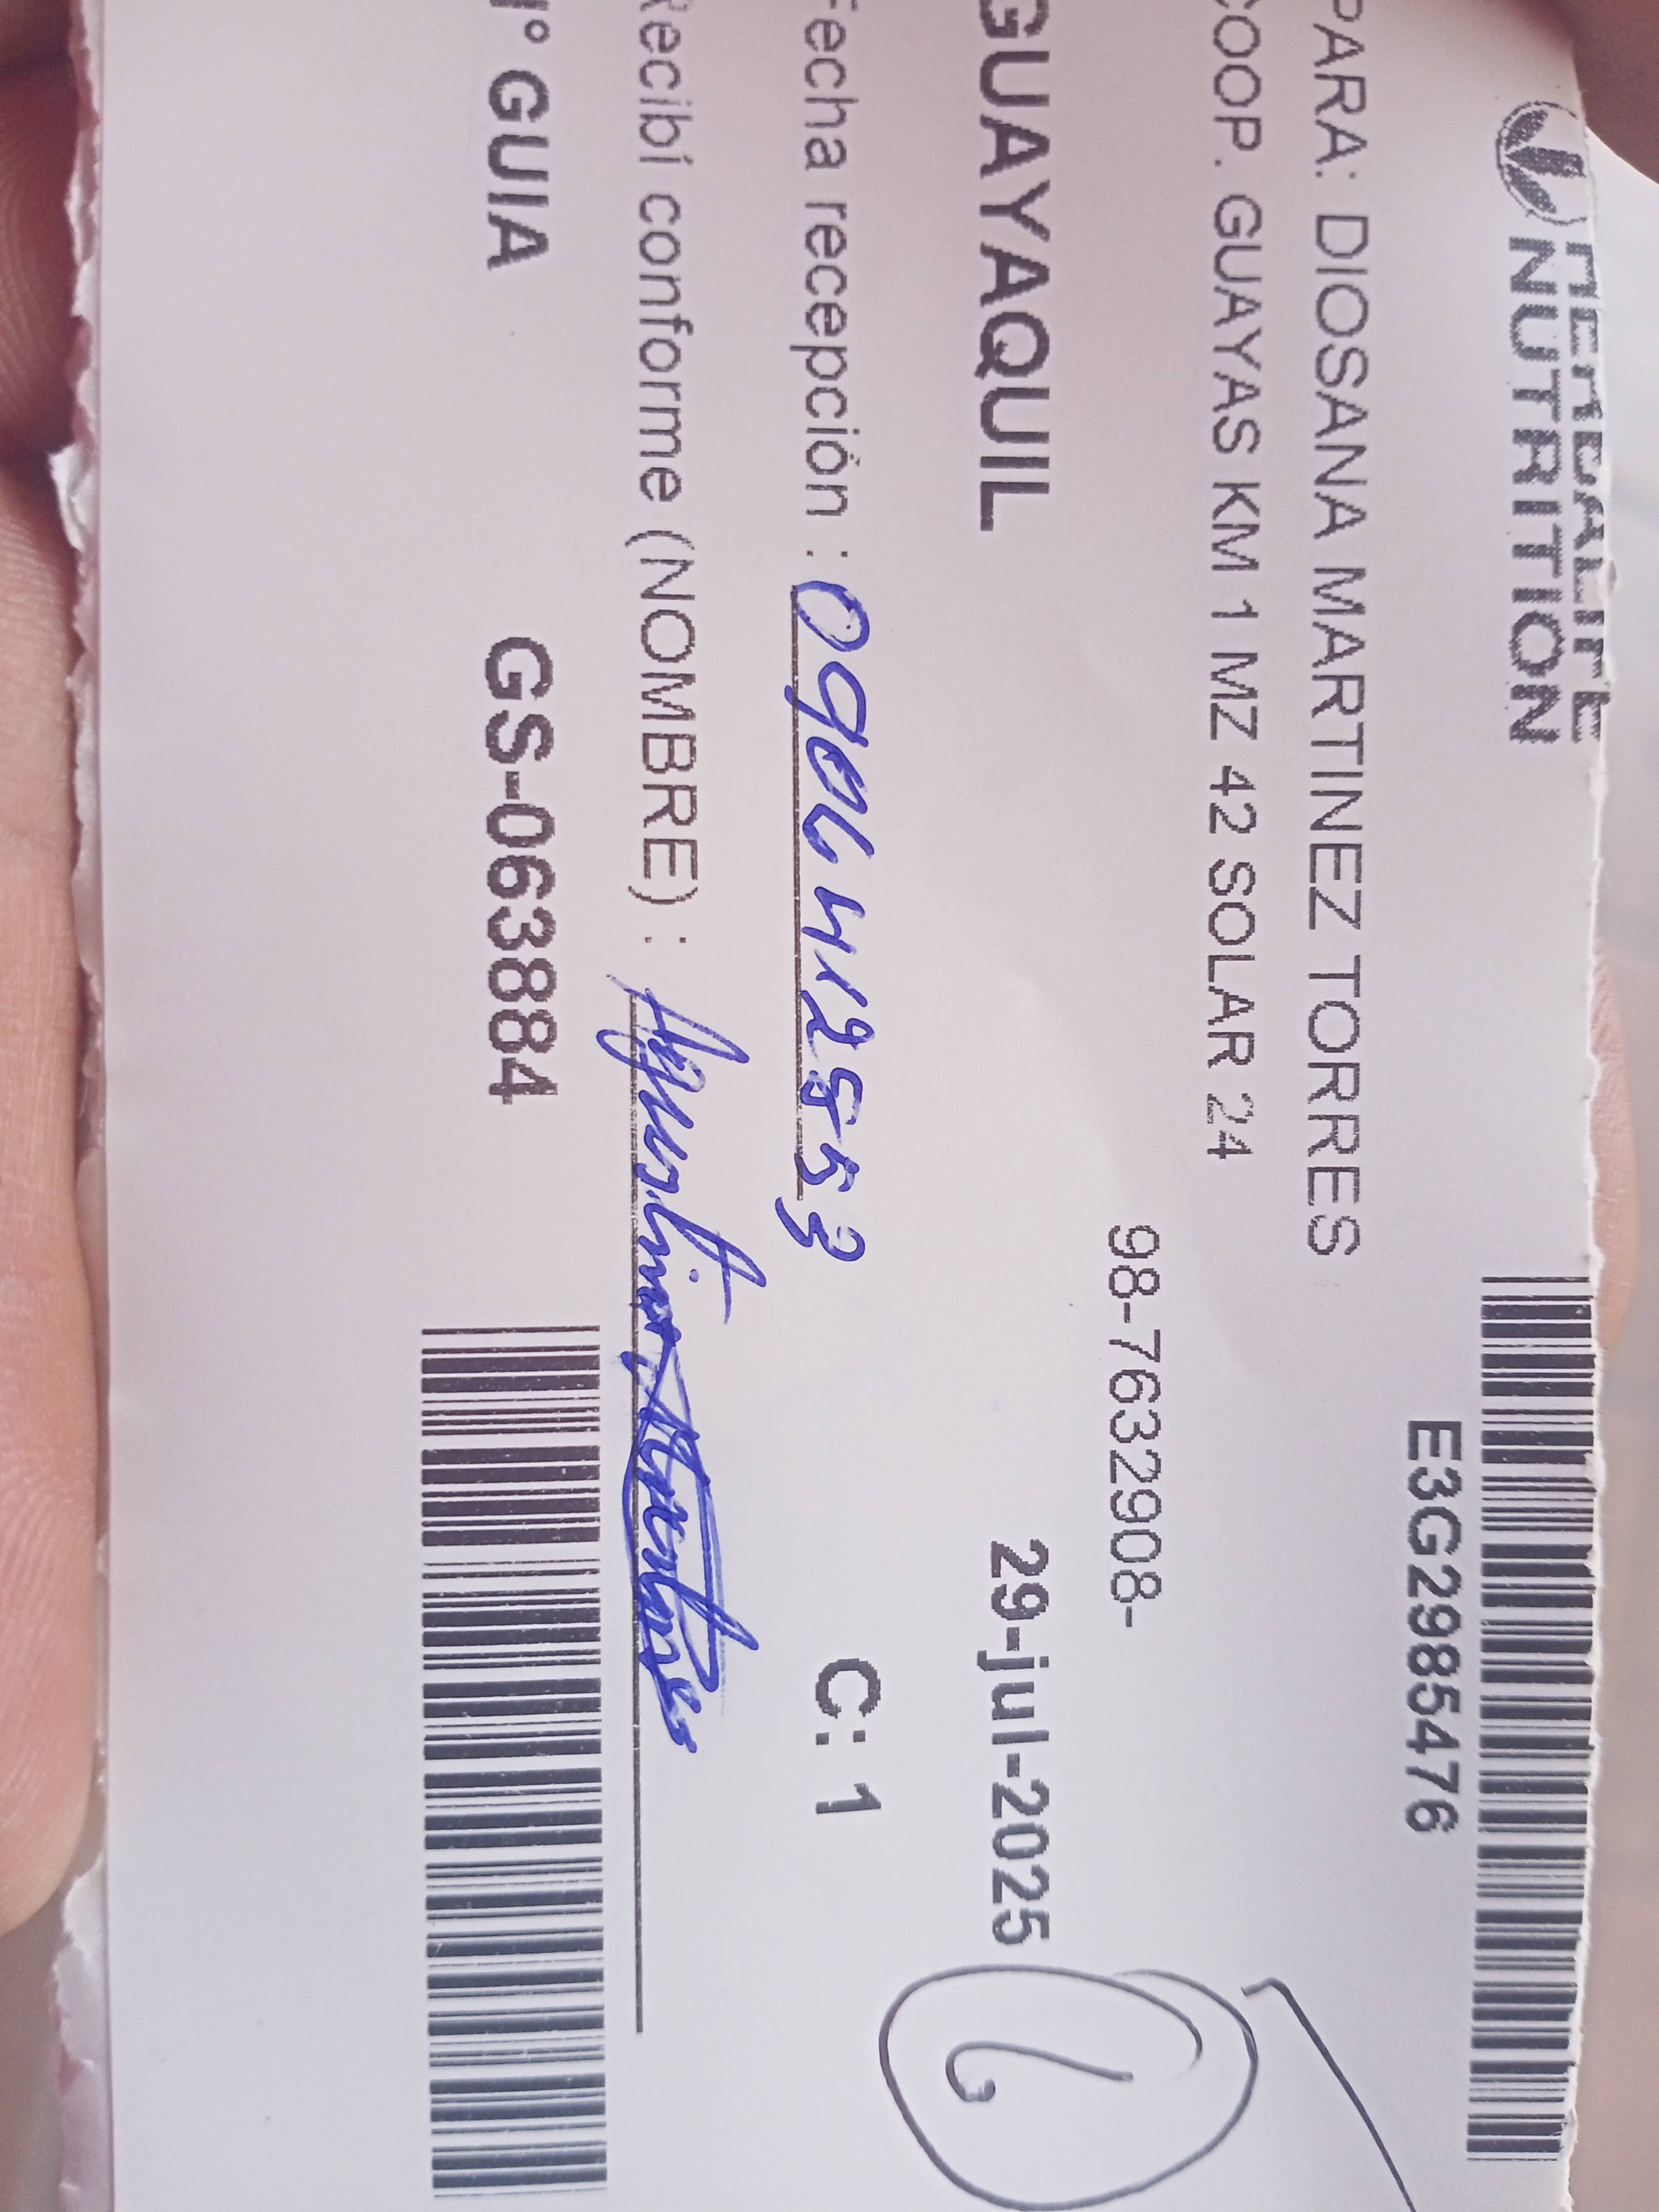 HERBALIFE
NUTRITION
E3G2985476
PARA: DIOSANA MARTINEZ TORRES
COOP. GUAYAS KM 1 MZ 42 SOLAR 24
98-7632908-
GUAYAQUIL 29-jul-2025
Fecha recepción : C: 1
Recibí conforme (NOMBRE) : Agustina
N° GUIA GS-063884